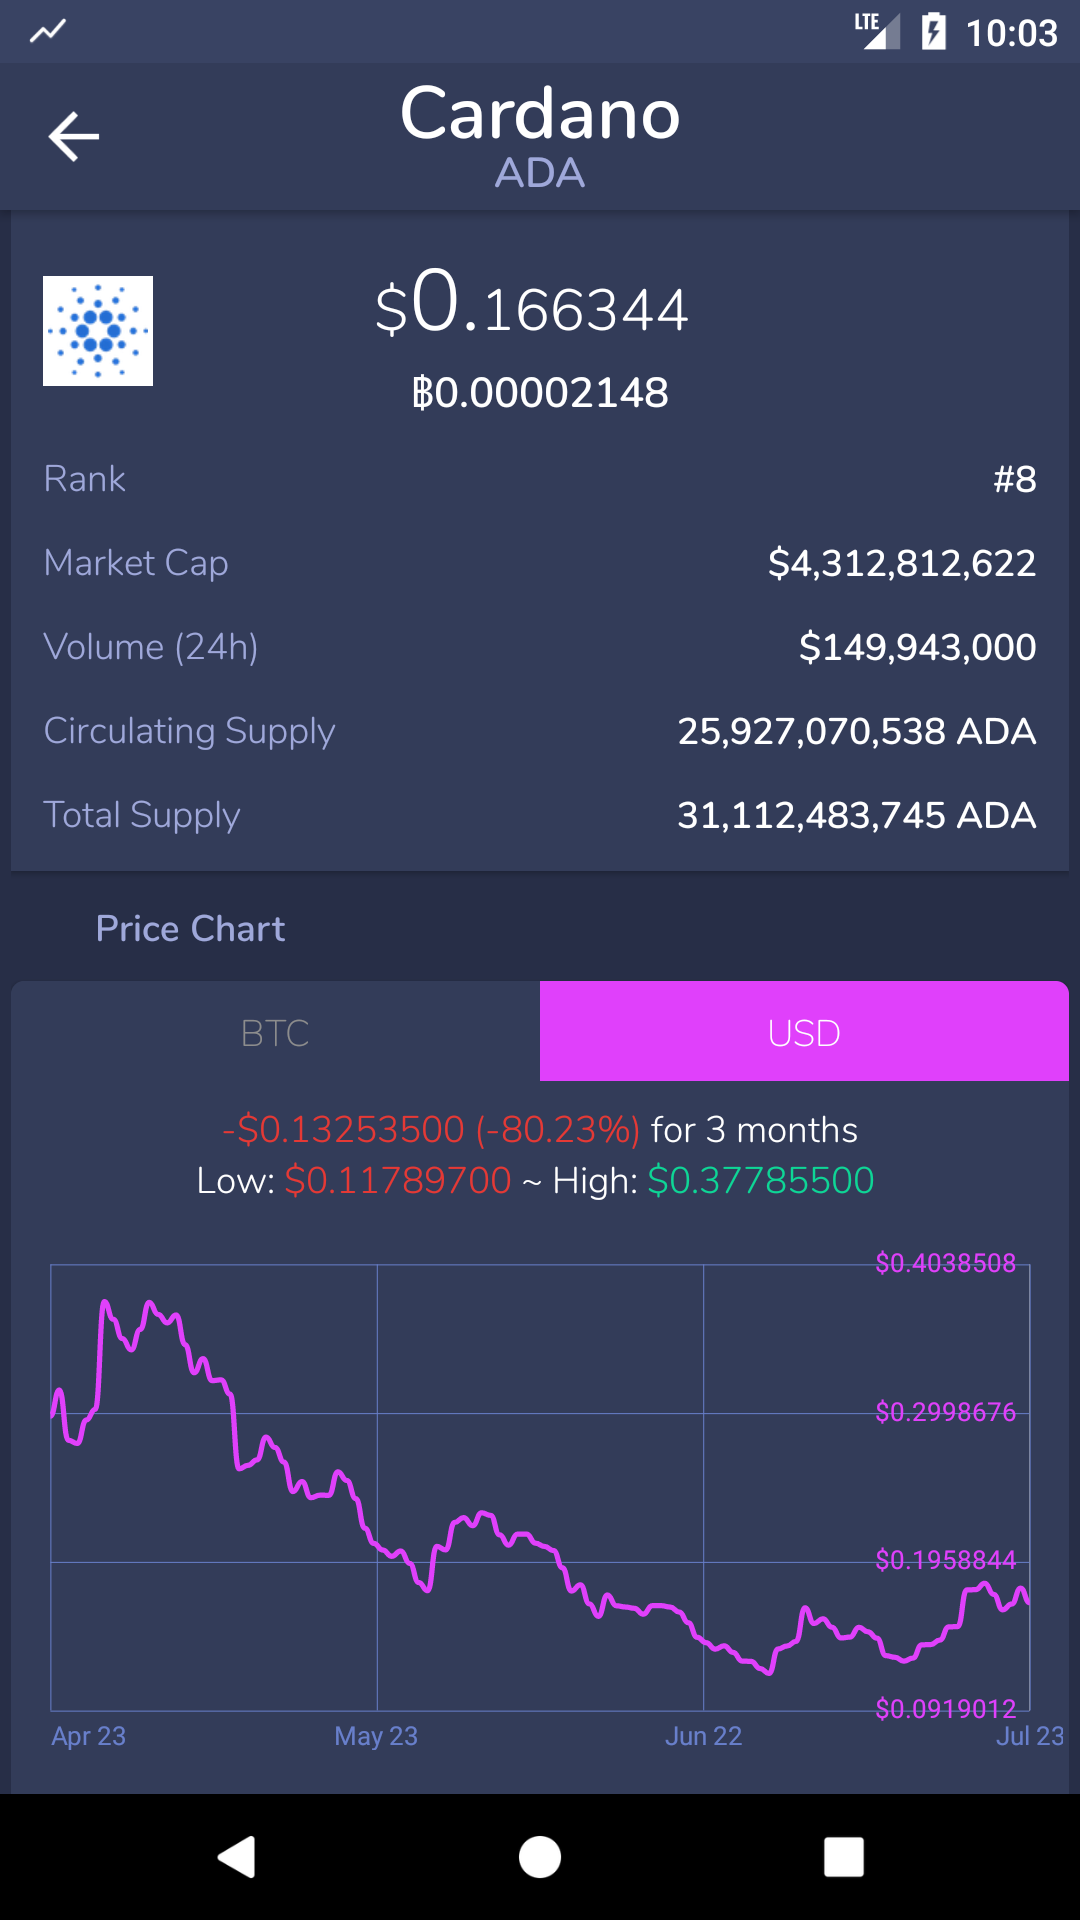 LTE 10:03
Cardano
ADA
$0.166344
฿0.00002148
Rank #8
Market Cap $4,312,812,622
Volume (24h) $149,943,000
Circulating Supply 25,927,070,538 ADA
Total Supply 31,112,483,745 ADA
Price Chart
BTC USD
-$0.13253500 (-80.23%) for 3 months
Low: $0.11789700 ~ High: $0.37785500
$0.4038508
$0.2998676
$0.1958844
$0.0919012
Apr 23 May 23 Jun 22 Jul 23